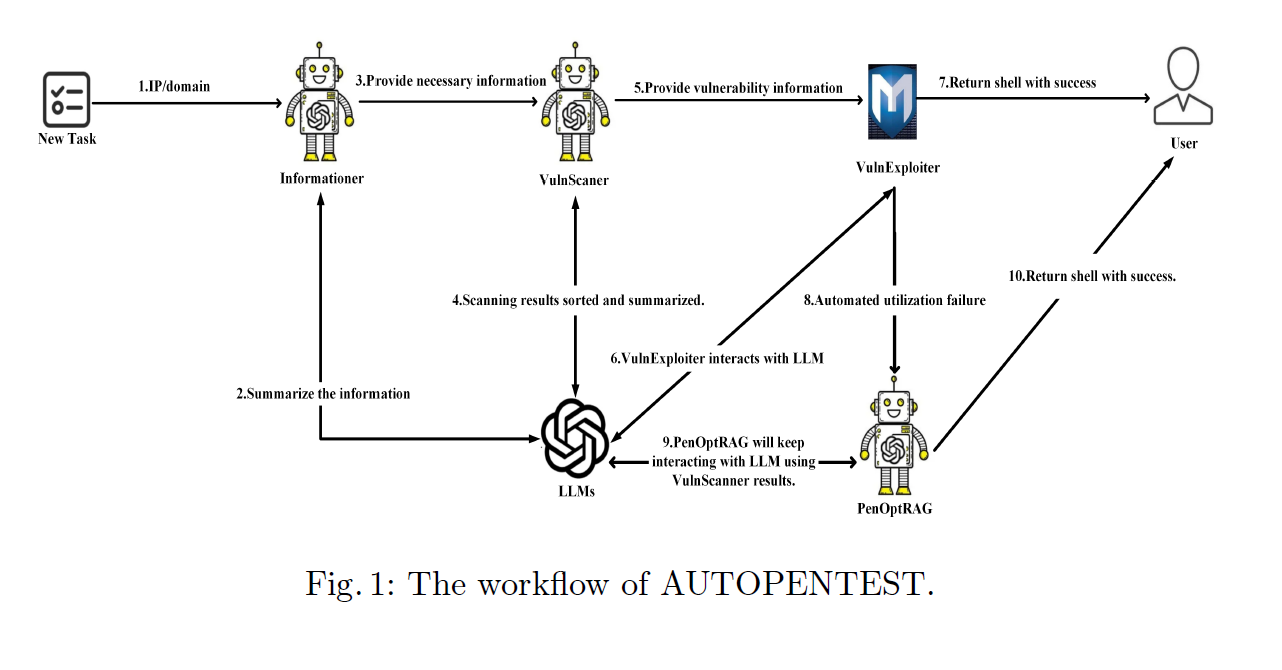 1.IP/domain
3.Provide necessary information
5.Provide vulnerability information
7.Return shell with success
New Task
Informationer
VulnScaner
VulnExploiter
User
10.Return shell with success.
4.Scanning results sorted and summarized.
8.Automated utilization failure
6.VulnExploiter interacts with LLM
2.Summarize the information
9.PenOptRAG will keep
interacting with LLM using
VulnScanner results.
LLMs
PenOptRAG
Fig. 1: The workflow of AUTOPENTEST.